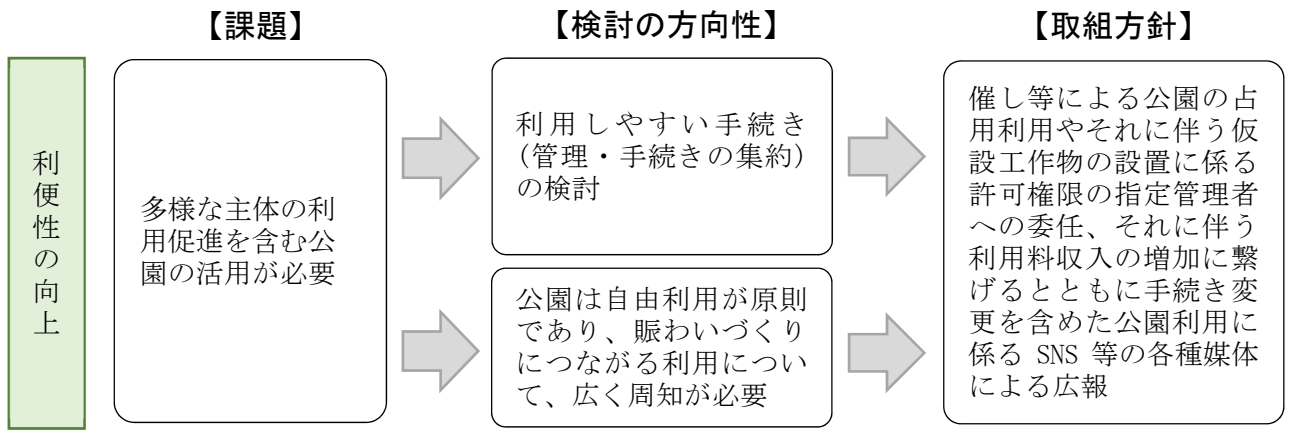 【課題】
【検討の方向性】
【取組方針】
利便性の向上
多様な主体の利
用促進を含む公
園の活用が必要
利用しやすい手続き
(管理・手続きの集約)
の検討
公園は自由利用が原則
であり、賑わいづくり
につながる利用につい
て、広く周知が必要
催し等による公園の占
用利用やそれに伴う仮
設工作物の設置に係る
許可権限の指定管理者
への委任、それに伴う
利用料収入の増加に繋
げるとともに手続き変
更を含めた公園利用に
係る SNS 等の各種媒体
による広報